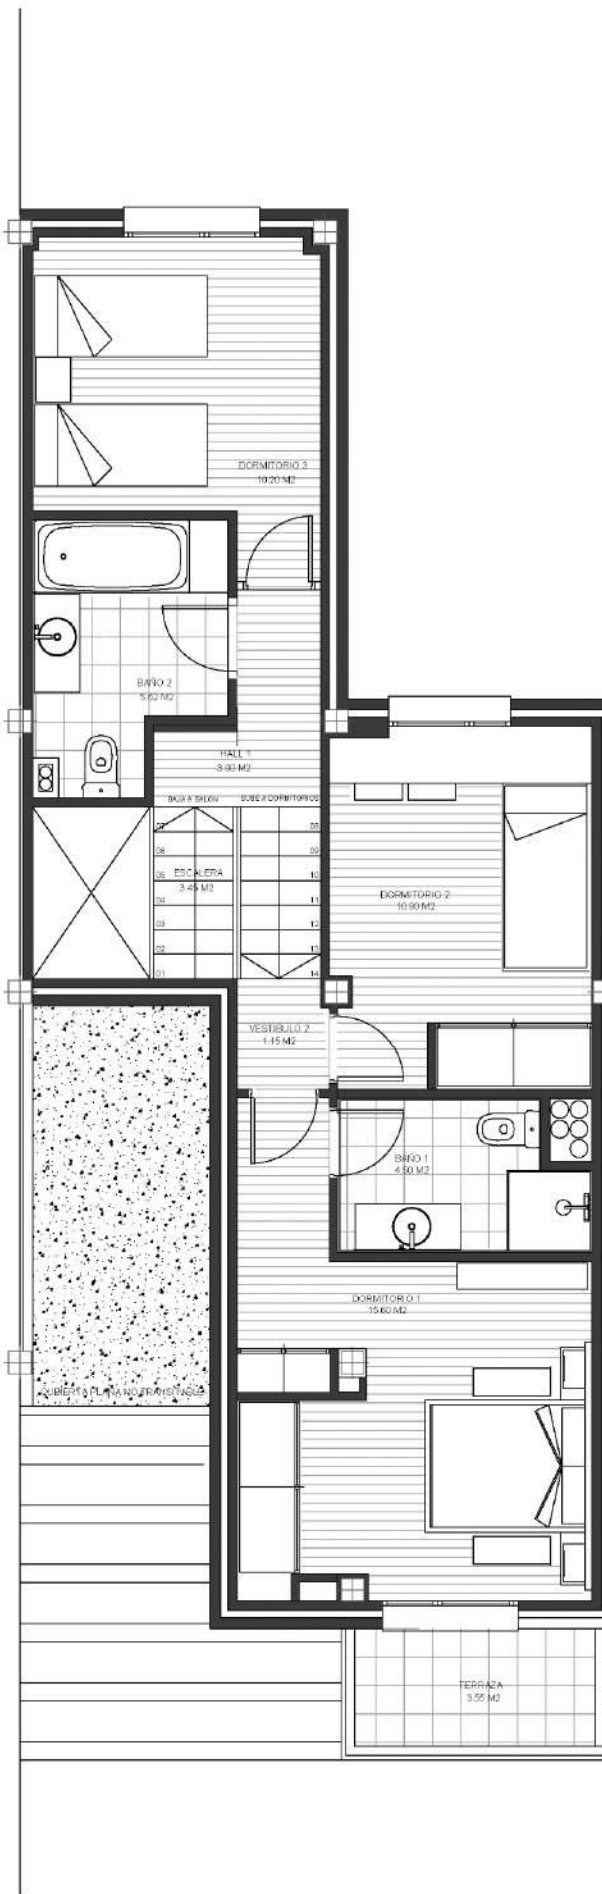 DORMITORIO 3
10.20 M2
BAÑO 2
5.62 M2
HALL 1
3.90 M2
BAJA A SALON
SUBE A DORMITORIOS
07
06
05
04
03
02
01
ESCALERA
3.45 M2
08
09
10
11
12
13
14
DORMITORIO 2
10.90 M2
VESTIBULO 2
1.15 M2
BAÑO 1
4.50 M2
DORMITORIO 1
15.60 M2
CUBIERTA PLANA NO TRANSITABLE
TERRAZA
3.55 M2